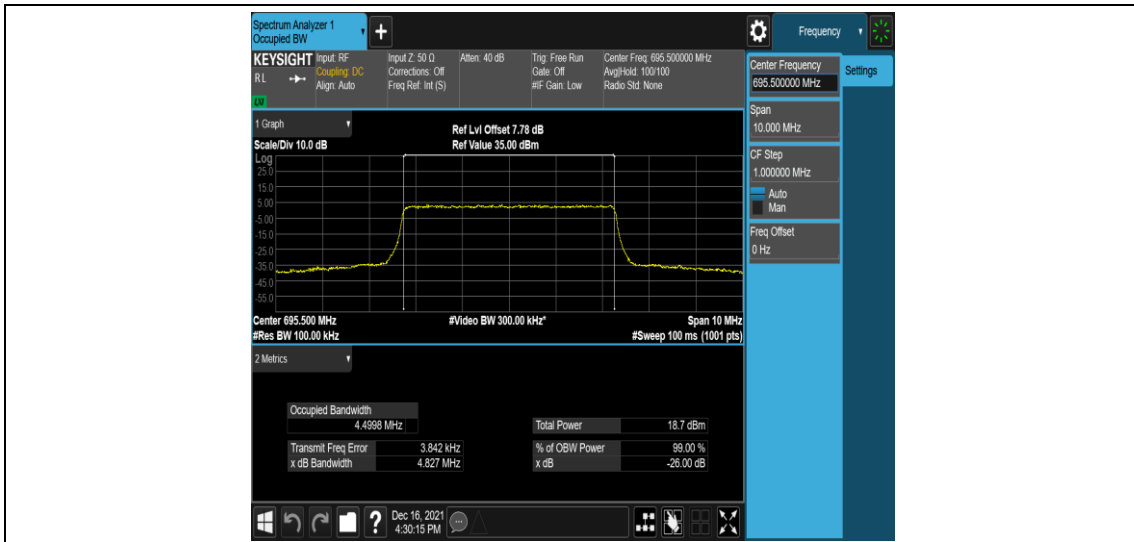 Spectrum Analyzer 1
Occupied BW
+
Frequency
KEYSIGHT
RL
LXI
Input: RF
Coupling: DC
Align: Auto
Input Z: 50 Ω
Corrections: Off
Freq Ref: Int (S)
Atten: 40 dB
Trig: Free Run
Gate: Off
#IF Gain: Low
Center Freq: 695.500000 MHz
Avg|Hold: 100/100
Radio Std: None
Center Frequency
695.500000 MHz
Settings
Span
10.000 MHz
CF Step
1.000000 MHz
Auto
Man
Freq Offset
0 Hz
1 Graph
Scale/Div 10.0 dB
Ref Lvl Offset 7.78 dB
Ref Value 35.00 dBm
Log
25.0
15.0
5.00
-5.00
-15.0
-25.0
-35.0
-45.0
-55.0
Center 695.500 MHz
#Video BW 300.00 kHz*
Span 10 MHz
#Res BW 100.00 kHz
#Sweep 100 ms (1001 pts)
2 Metrics
Occupied Bandwidth
4.4998 MHz
Total Power 18.7 dBm
Transmit Freq Error 3.842 kHz
% of OBW Power 99.00 %
x dB Bandwidth 4.827 MHz
x dB -26.00 dB
?
Dec 16, 2021
4:30:15 PM